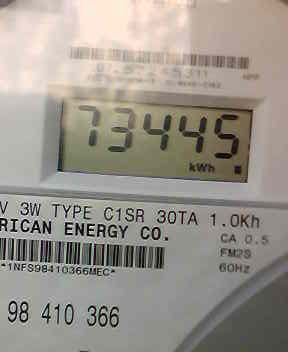 73445
kWh
V 3W TYPE C1SR 30TA 1.0Kh
RICAN ENERGY CO.
CA 0.5
FM2S
60Hz
*1NFS98410366MEC*
98 410 366